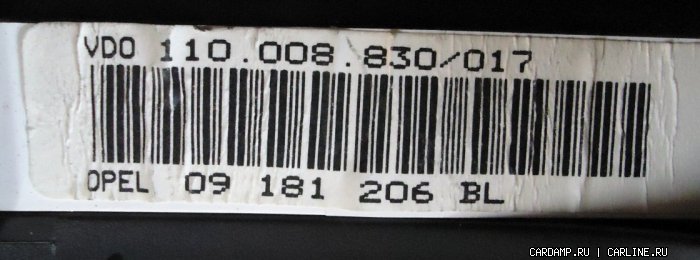 VDO 110.008.830/017
OPEL 09 181 206 BL
CARDAMP.RU | CARLINE.RU